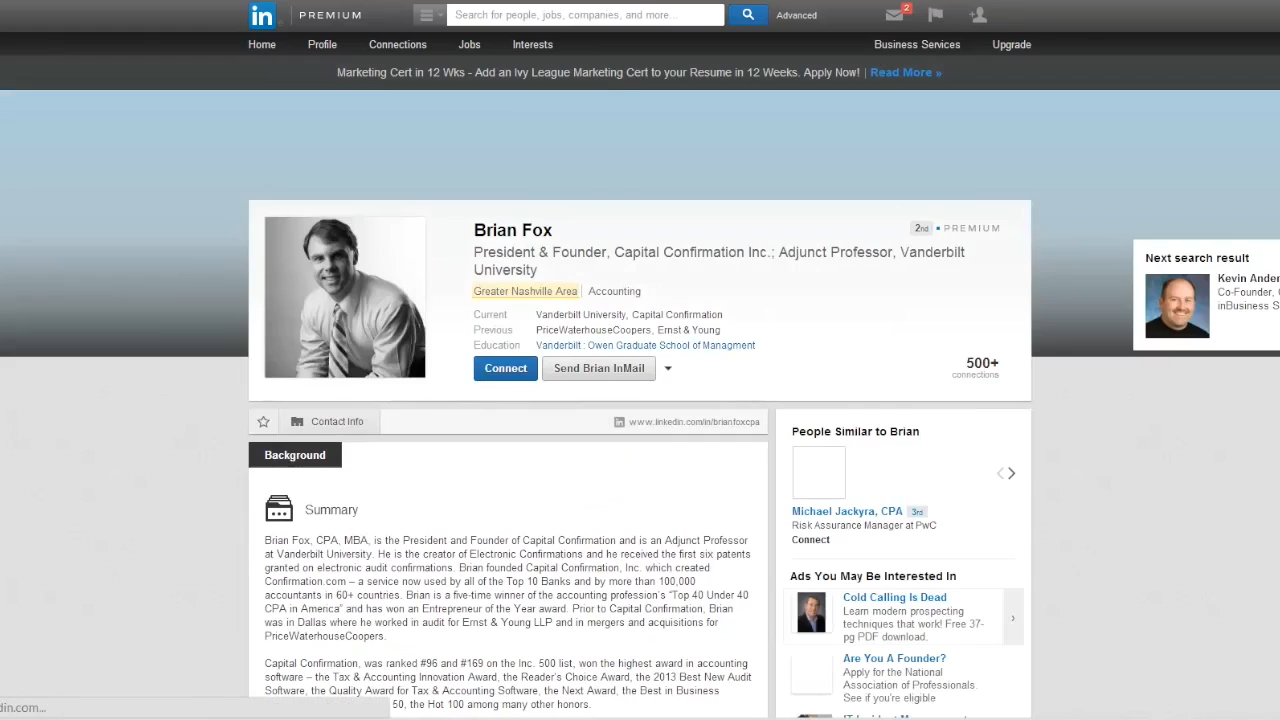 in PREMIUM Search for people, jobs, companies, and more... Advanced 2
Home Profile Connections Jobs Interests Business Services Upgrade
Marketing Cert in 12 Wks - Add an Ivy League Marketing Cert to your Resume in 12 Weeks. Apply Now! | Read More »
Brian Fox
2nd • PREMIUM
President & Founder, Capital Confirmation Inc.; Adjunct Professor, Vanderbilt
University
Greater Nashville Area Accounting
Current Vanderbilt University, Capital Confirmation
Previous PriceWaterhouseCoopers, Ernst & Young
Education Vanderbilt : Owen Graduate School of Managment
Connect Send Brian InMail
500+
connections
Next search result
Kevin Ander
Co-Founder, C
inBusiness S
Contact Info www.linkedin.com/in/brianfoxcpa
Background
Summary
Brian Fox, CPA, MBA, is the President and Founder of Capital Confirmation and is an Adjunct Professor
at Vanderbilt University. He is the creator of Electronic Confirmations and he received the first six patents
granted on electronic audit confirmations. Brian founded Capital Confirmation, Inc. which created
Confirmation.com – a service now used by all of the Top 10 Banks and by more than 100,000
accountants in 60+ countries. Brian is a five-time winner of the accounting profession's "Top 40 Under 40
CPA in America" and has won an Entrepreneur of the Year award. Prior to Capital Confirmation, Brian
was in Dallas where he worked in audit for Ernst & Young LLP and in mergers and acquisitions for
PriceWaterhouseCoopers.
Capital Confirmation, was ranked #96 and #169 on the Inc. 500 list, won the highest award in accounting
software – the Tax & Accounting Innovation Award, the Reader's Choice Award, the 2013 Best New Audit
Software, the Quality Award for Tax & Accounting Software, the Next Award, the Best in Business
50, the Hot 100 among many other honors.
din.com...
People Similar to Brian
Michael Jackyra, CPA 3rd
Risk Assurance Manager at PwC
Connect
Ads You May Be Interested In
Cold Calling Is Dead
Learn modern prospecting
techniques that work! Free 37-
pg PDF download.
Are You A Founder?
Apply for the National
Association of Professionals.
See if you're eligible